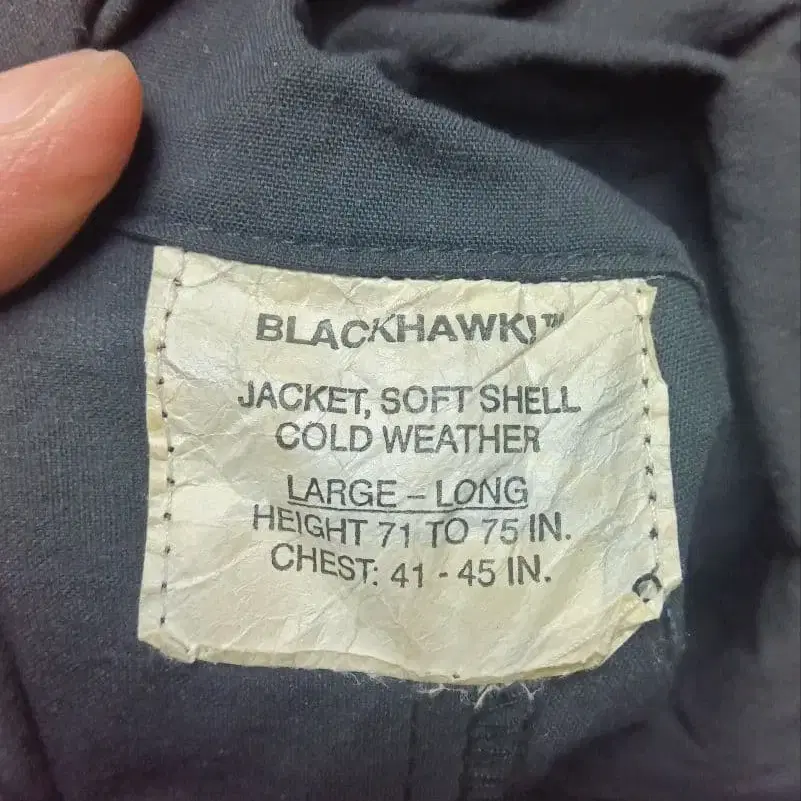 BLACKHAWK!™
JACKET, SOFT SHELL
COLD WEATHER
LARGE – LONG
HEIGHT 71 TO 75 IN.
CHEST: 41 - 45 IN.